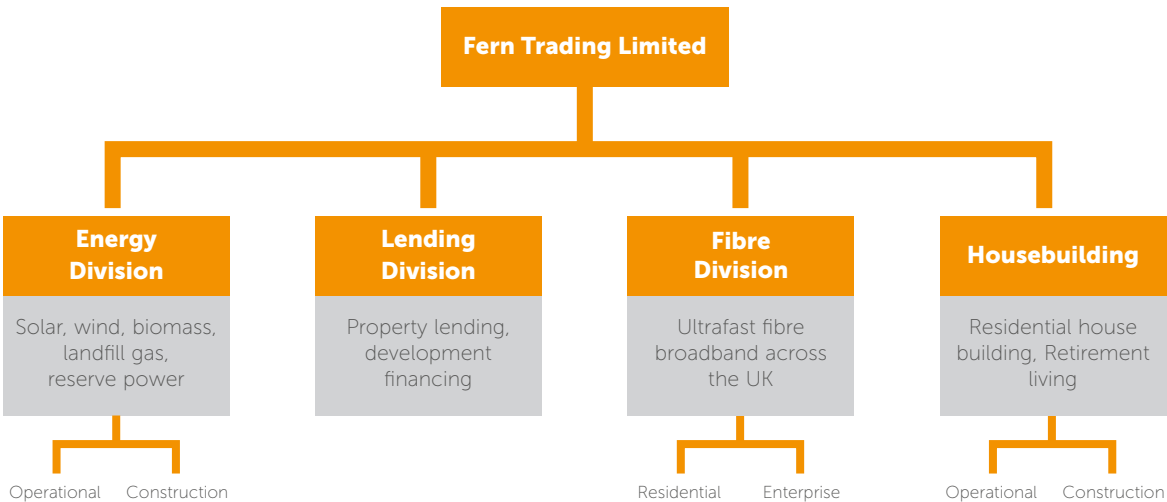 Fern Trading Limited
Energy
Division
Solar, wind, biomass,
landfill gas,
reserve power
Operational
Construction
Lending
Division
Property lending,
development
financing
Fibre
Division
Ultrafast fibre
broadband across
the UK
Residential
Enterprise
Housebuilding
Residential house
building, Retirement
living
Operational
Construction